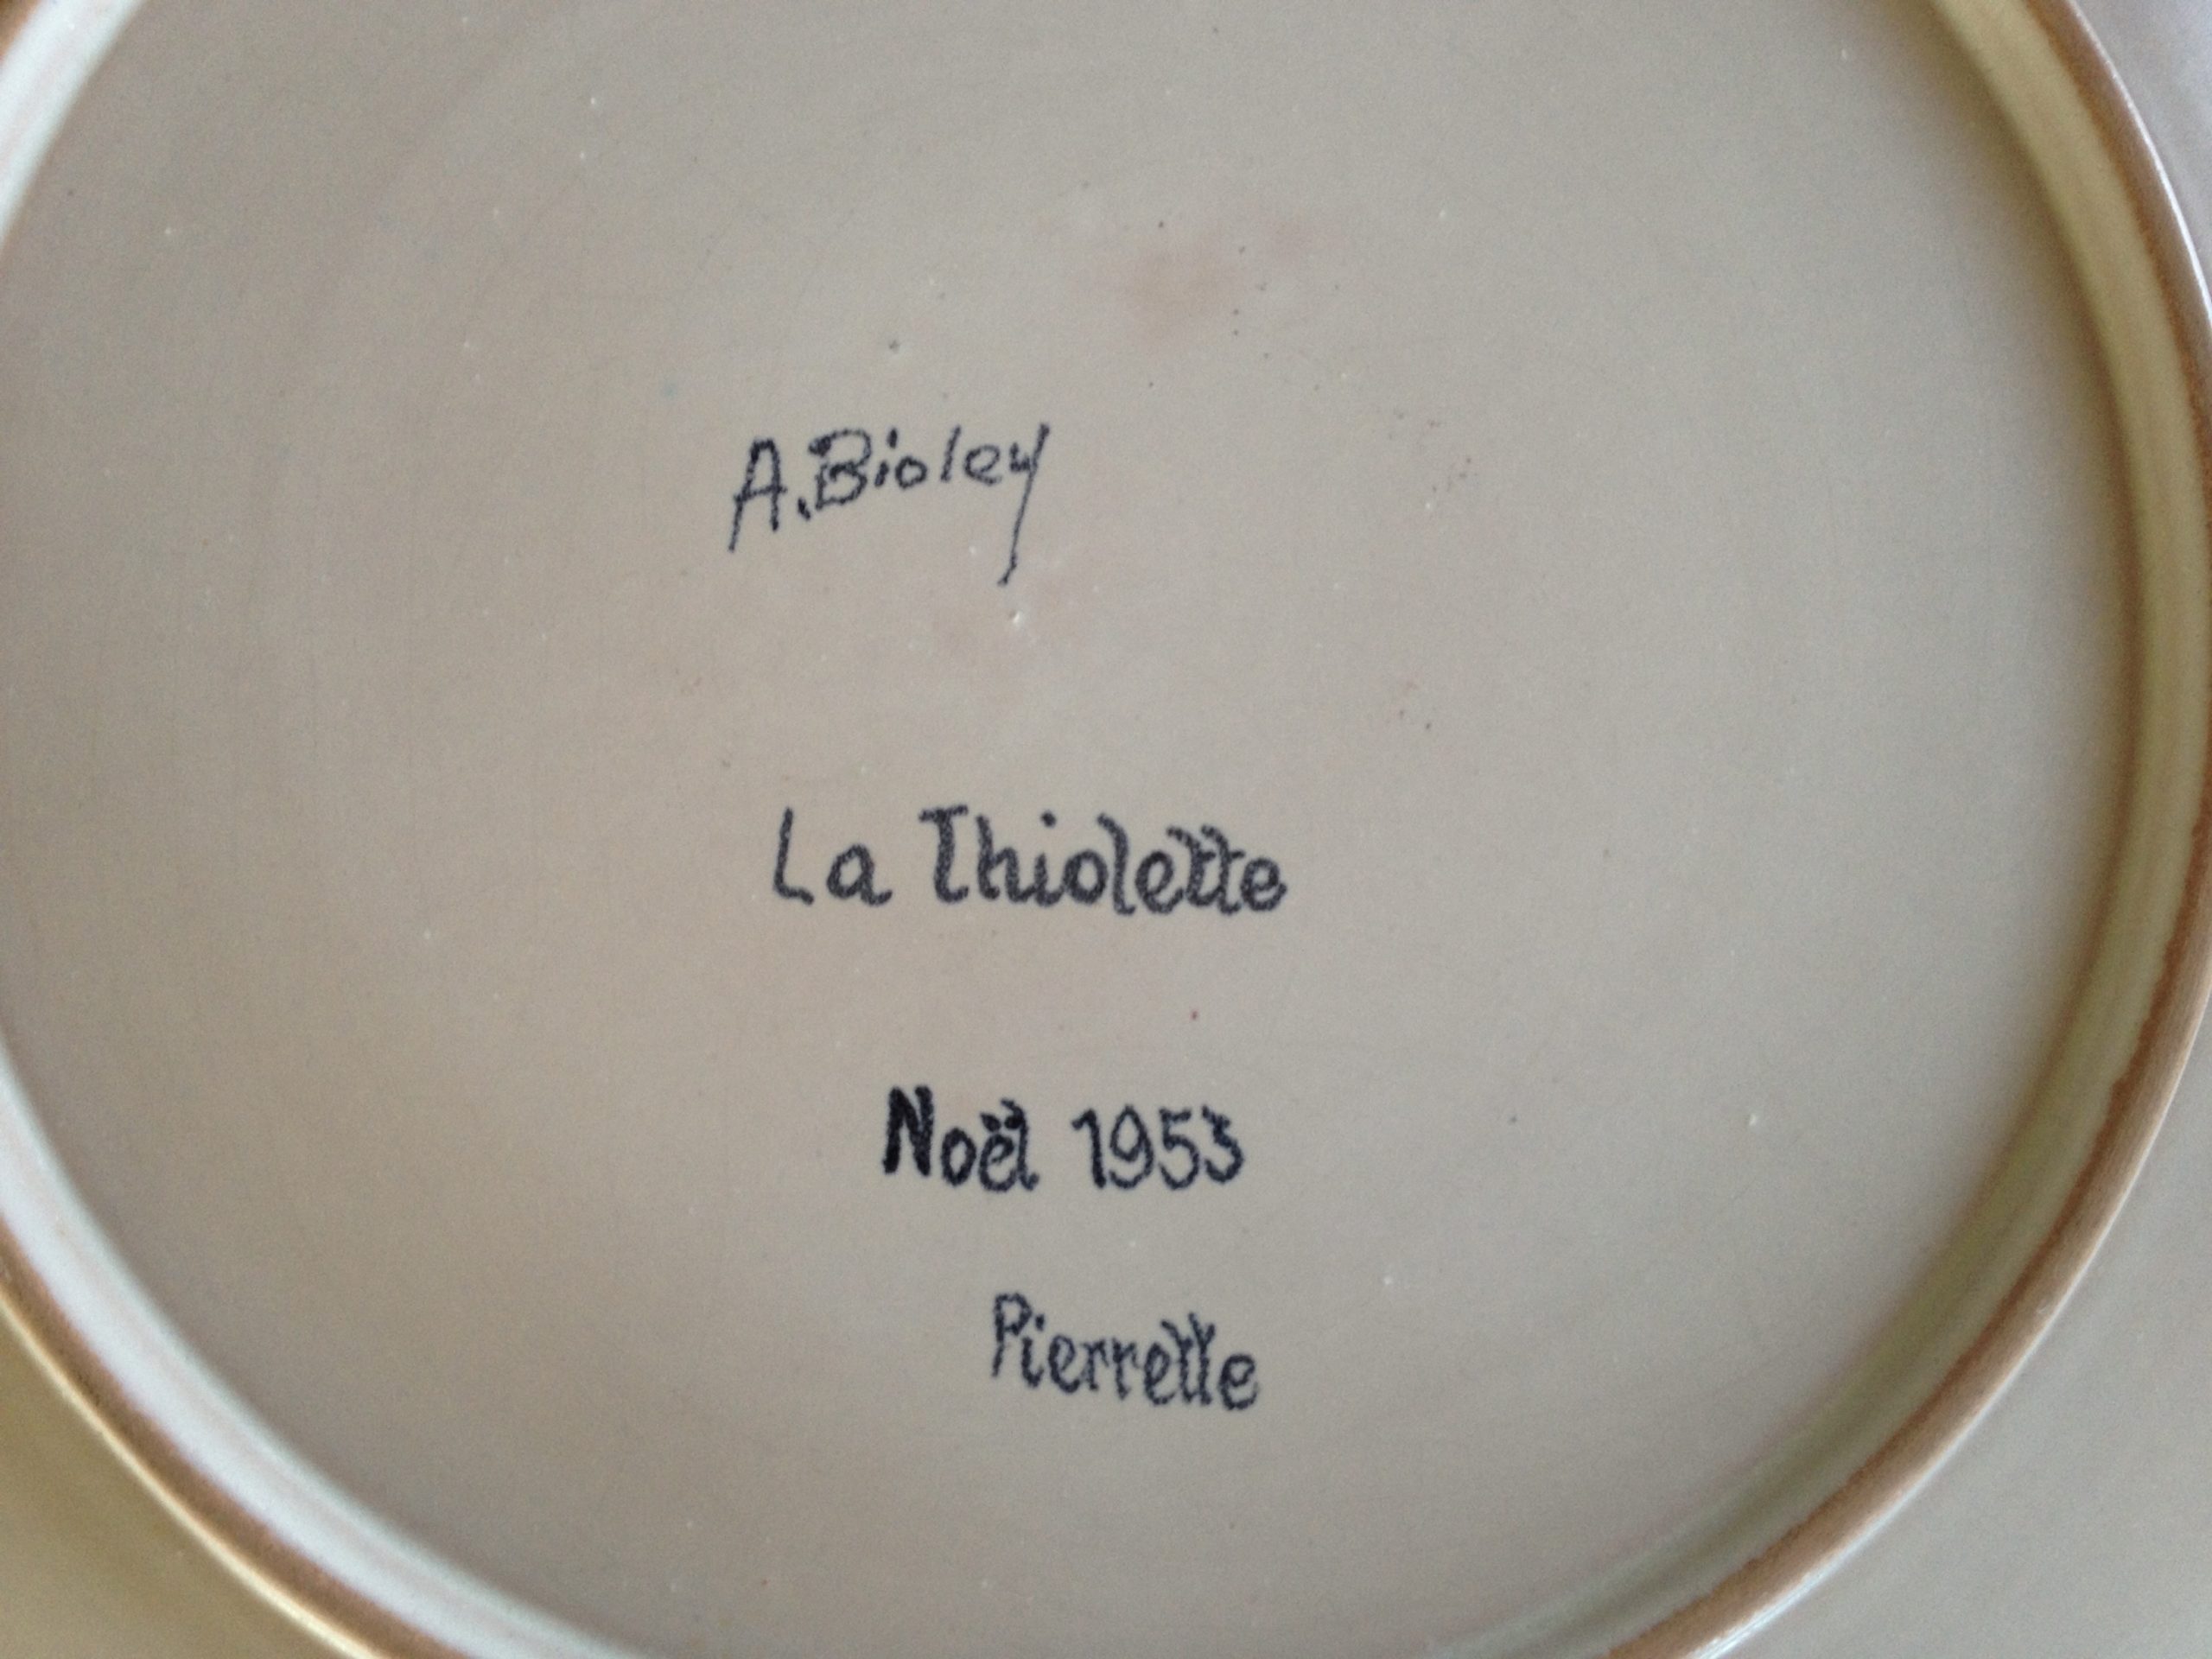 A. Bioley
La Thiolette
Noël 1953
Pierrette